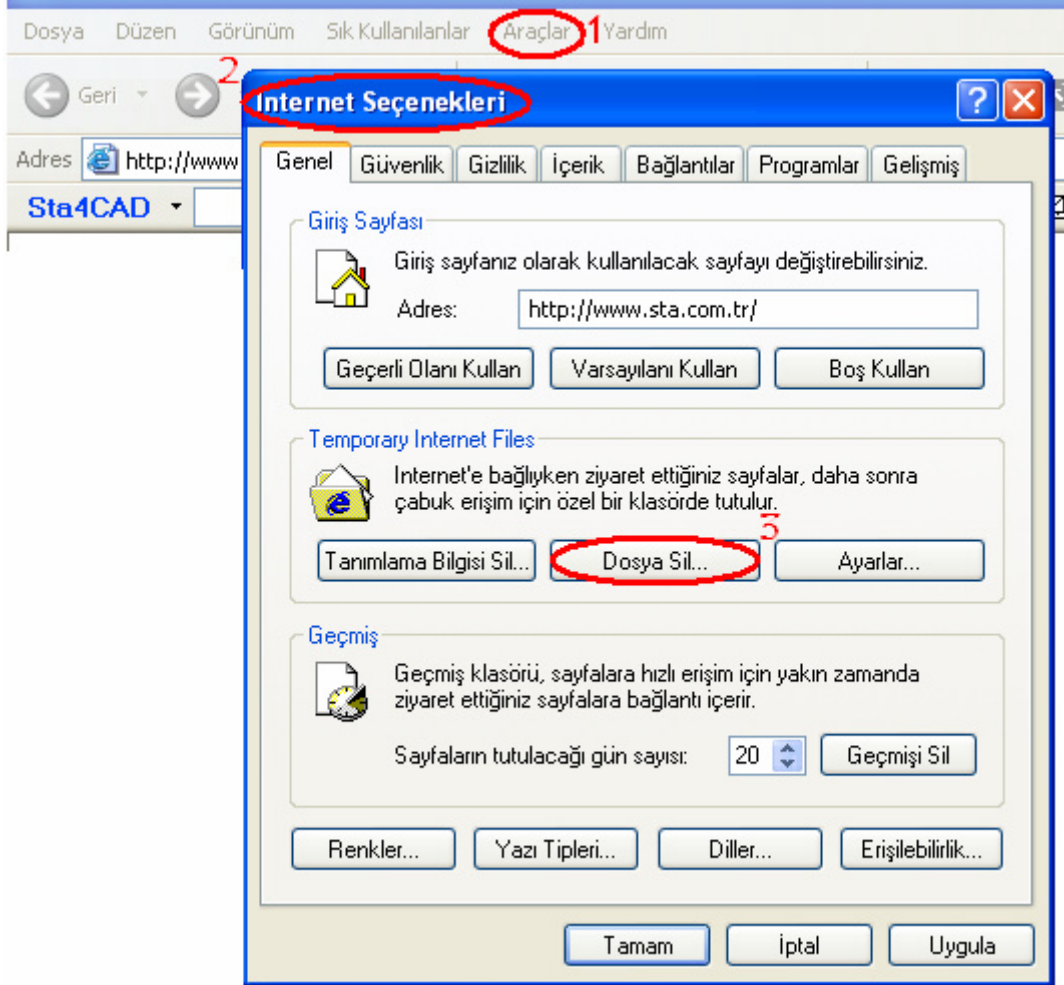 Dosya Düzen Görünüm Sık Kullanılanlar Araçlar 1 Yardım
Geri 2
Internet Seçenekleri
Adres http://www
Genel Güvenlik Gizlilik İçerik Bağlantılar Programlar Gelişmiş
Sta4CAD
Giriş Sayfası
Giriş sayfanız olarak kullanılacak sayfayı değiştirebilirsiniz.
Adres: http://www.sta.com.tr/
Geçerli Olanı Kullan Varsayılanı Kullan Boş Kullan
Temporary Internet Files
Internet'e bağlıyken ziyaret ettiğiniz sayfalar, daha sonra
çabuk erişim için özel bir klasörde tutulur.
3
Tanımlama Bilgisi Sil... Dosya Sil... Ayarlar...
Geçmiş
Geçmiş klasörü, sayfalara hızlı erişim için yakın zamanda
ziyaret ettiğiniz sayfalara bağlantı içerir.
Sayfaların tutulacağı gün sayısı: 20 Geçmişi Sil
Renkler... Yazı Tipleri... Diller... Erişilebilirlik...
Tamam İptal Uygula